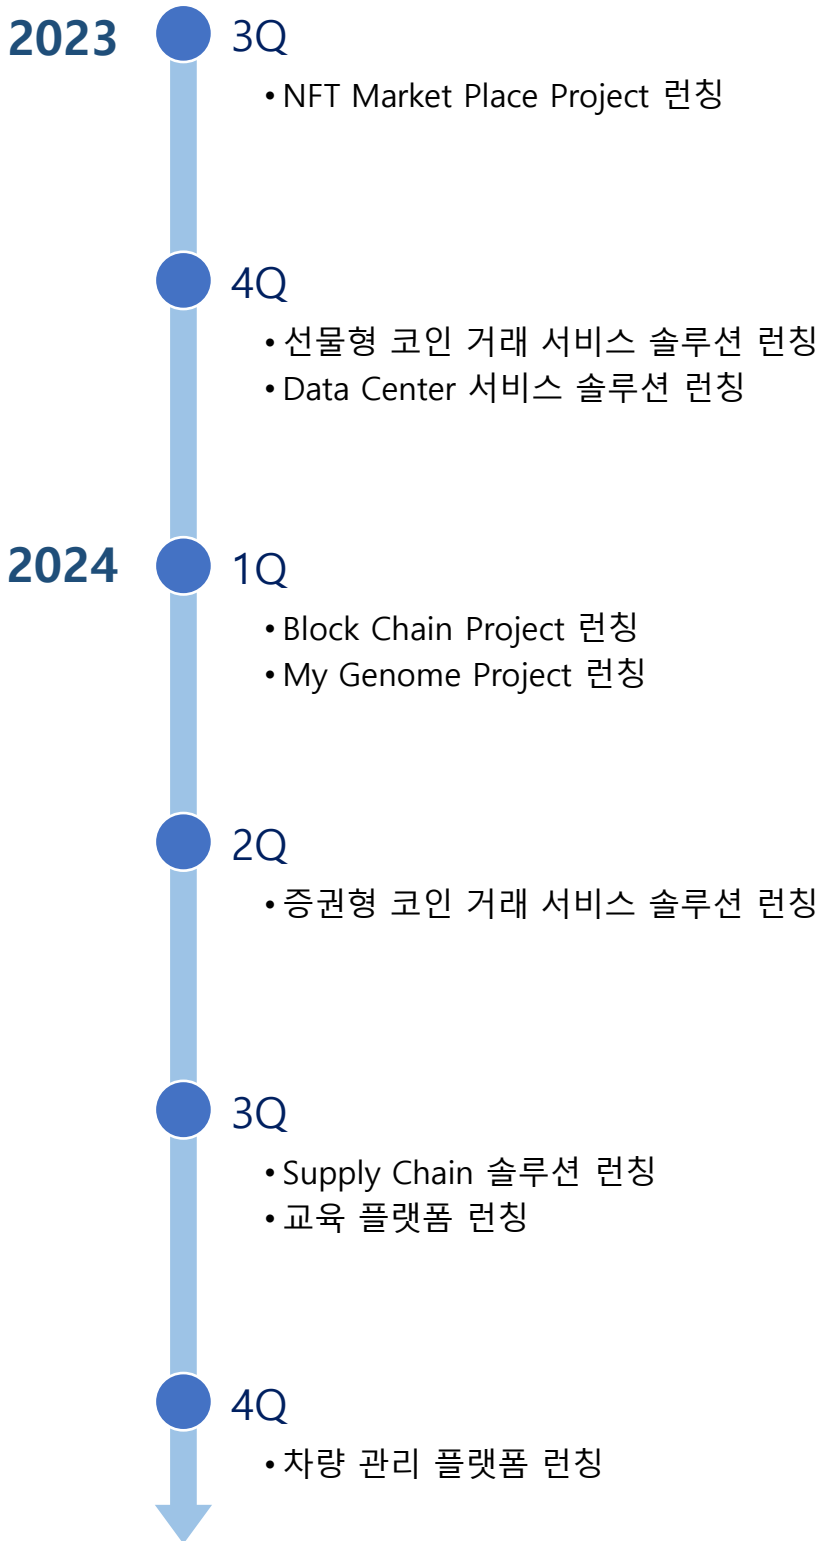 2023
3Q
• NFT Market Place Project 런칭
4Q
• 선물형 코인 거래 서비스 솔루션 런칭
• Data Center 서비스 솔루션 런칭
2024
1Q
• Block Chain Project 런칭
• My Genome Project 런칭
2Q
• 증권형 코인 거래 서비스 솔루션 런칭
3Q
• Supply Chain 솔루션 런칭
• 교육 플랫폼 런칭
4Q
• 차량 관리 플랫폼 런칭